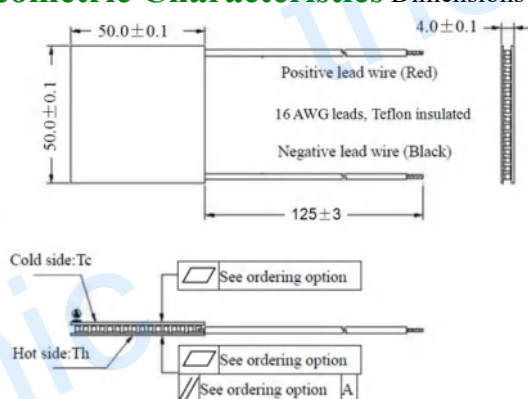 ometric Characteristics Dimensions
50.0±0.1
4.0±0.1
50.0±0.1
Positive lead wire (Red)
16 AWG leads, Teflon insulated
Negative lead wire (Black)
125±3
Cold side:Tc
See ordering option
Hot side:Th
See ordering option
// See ordering option A